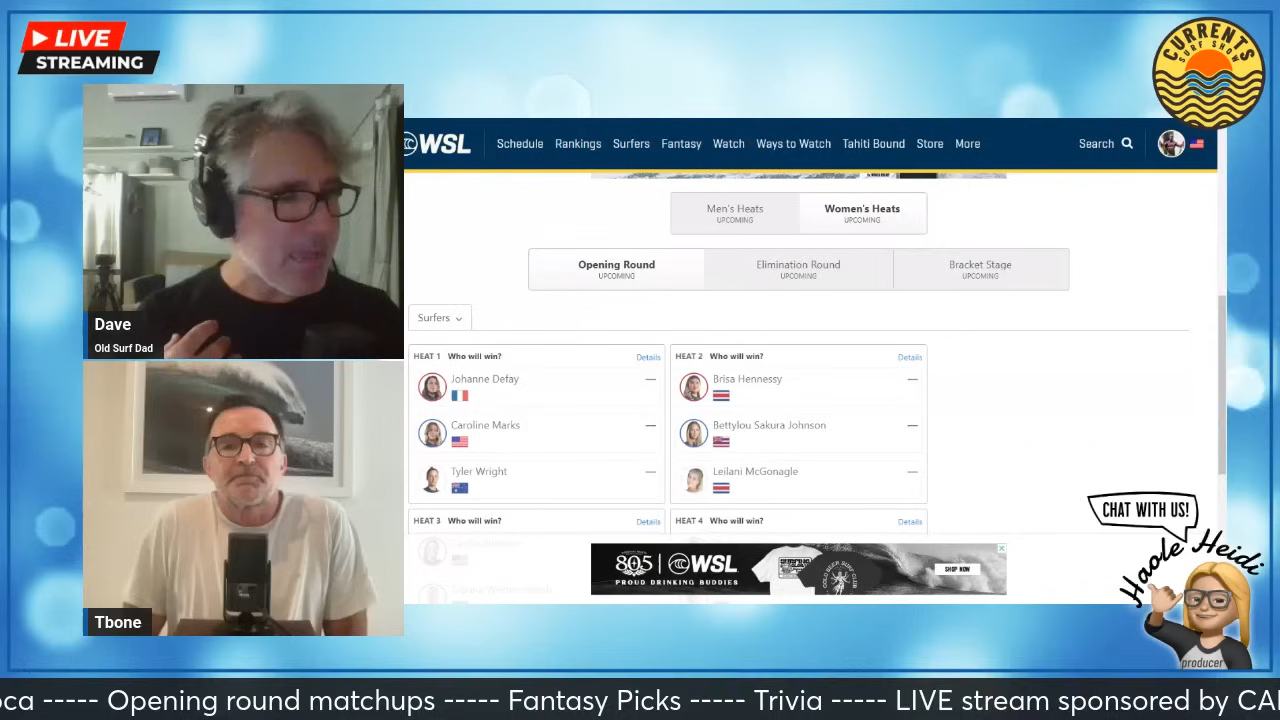 LIVE
STREAMING
CURRENTS
SURF SHOW
WSL
Schedule
Rankings
Surfers
Fantasy
Watch
Ways to Watch
Tahiti Bound
Store
More
Search
Men's Heats
UPCOMING
Women's Heats
UPCOMING
Opening Round
UPCOMING
Elimination Round
UPCOMING
Bracket Stage
UPCOMING
Surfers
HEAT 1 Who will win? Details
Johanne Defay
Caroline Marks
Tyler Wright
HEAT 2 Who will win? Details
Brisa Hennessy
Bettylou Sakura Johnson
Leilani McGonagle
HEAT 3 Who will win? Details
HEAT 4 Who will win? Details
805 WSL
PROUD DRINKING BUDDIES
SHOP NOW
Dave
Old Surf Dad
Tbone
CHAT WITH US!
Haole Heidi
producer
oca ----- Opening round matchups ----- Fantasy Picks ----- Trivia ----- LIVE stream sponsored by CA